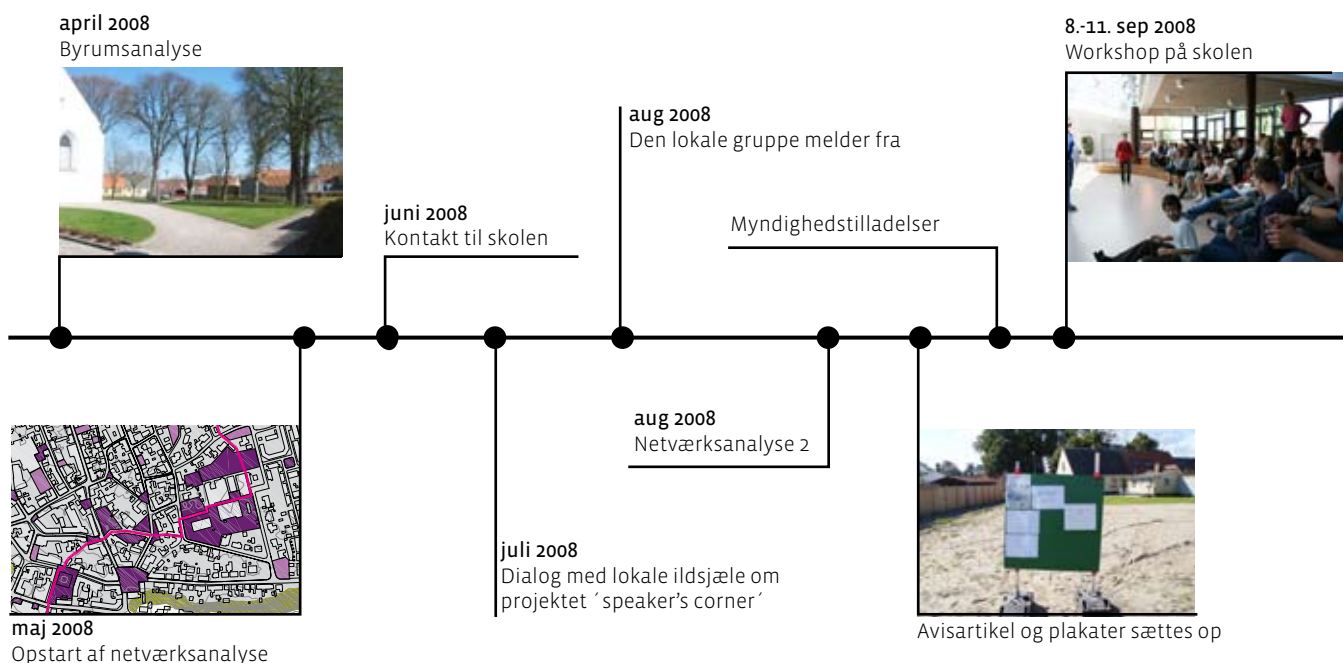 april 2008
Byrumsanalyse
maj 2008
Opstart af netværksanalyse
juni 2008
Kontakt til skolen
juli 2008
Dialog med lokale ildsjæle om
projektet ´speaker's corner´
aug 2008
Den lokale gruppe melder fra
aug 2008
Netværksanalyse 2
Avisartikel og plakater sættes op
Myndighedstilladelser
8.-11. sep 2008
Workshop på skolen